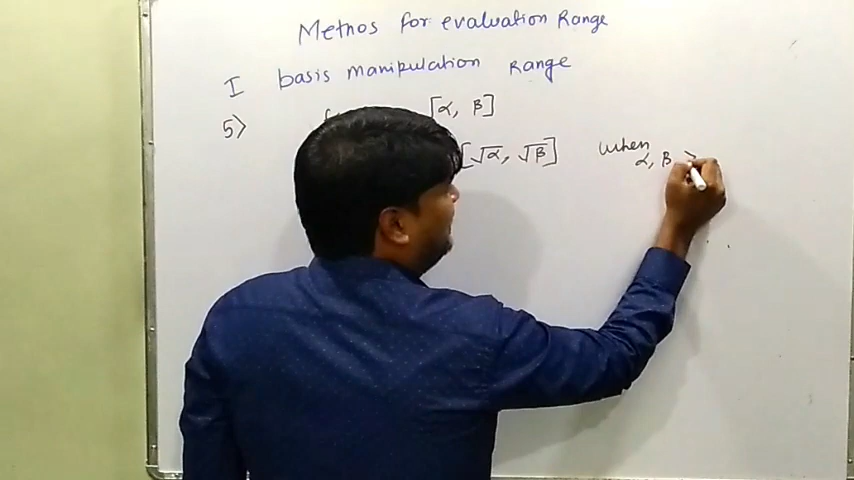 Methos for evaluation Range
I basis manipulation Range
5> [α, β]
[√α, √β] when
α, β >